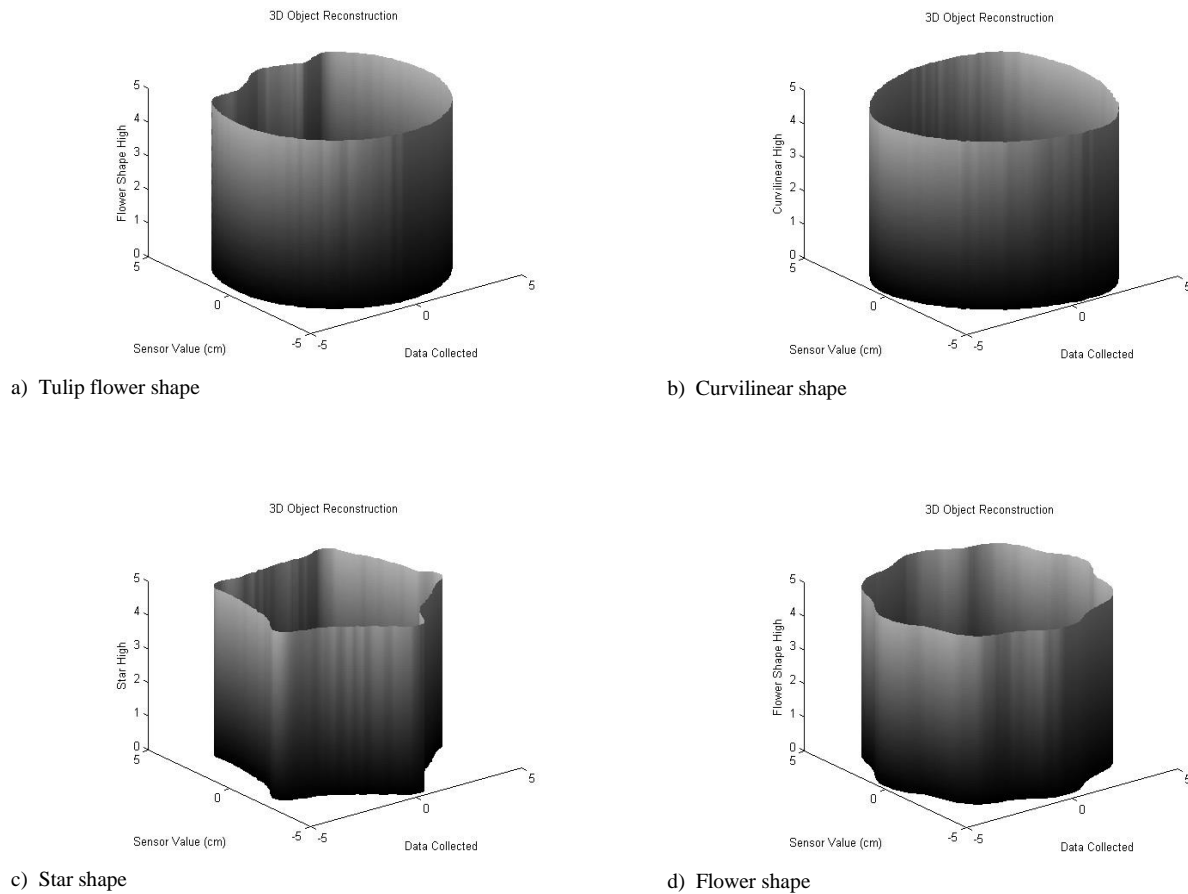 3D Object Reconstruction
5
4
3
2
1
0
Flower Shape High
5
0
-5
Sensor Value (cm)
-5
0
5
Data Collected
a) Tulip flower shape
3D Object Reconstruction
5
4
3
2
1
0
Curvilinear High
5
0
-5
Sensor Value (cm)
-5
0
5
Data Collected
b) Curvilinear shape
3D Object Reconstruction
5
4
3
2
1
0
Star High
5
0
-5
Sensor Value (cm)
-5
0
5
Data Collected
c) Star shape
3D Object Reconstruction
5
4
3
2
1
0
Flower Shape High
5
0
-5
Sensor Value (cm)
-5
0
5
Data Collected
d) Flower shape